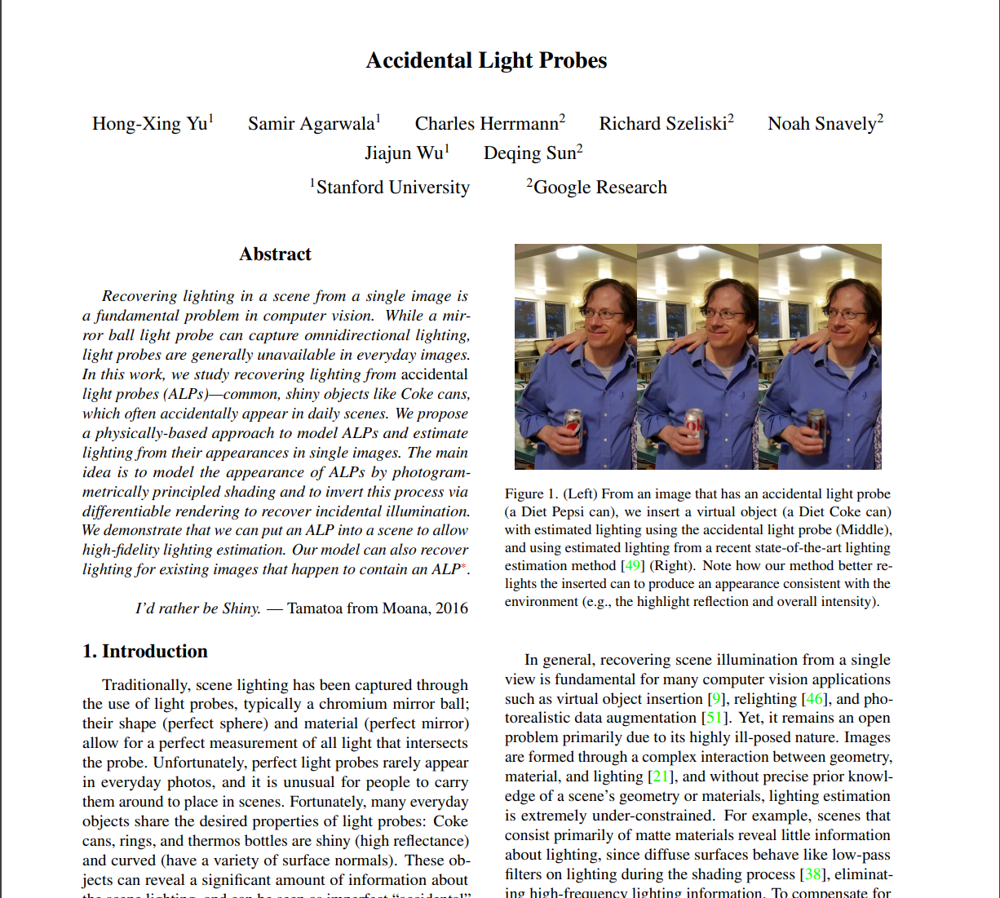 Accidental Light Probes
Hong-Xing Yu1 Samir Agarwala1 Charles Herrmann2 Richard Szeliski2 Noah Snavely2
Jiajun Wu1 Deqing Sun2
1Stanford University 2Google Research
Abstract
Recovering lighting in a scene from a single image is
a fundamental problem in computer vision. While a mir-
ror ball light probe can capture omnidirectional lighting,
light probes are generally unavailable in everyday images.
In this work, we study recovering lighting from accidental
light probes (ALPs)—common, shiny objects like Coke cans,
which often accidentally appear in daily scenes. We propose
a physically-based approach to model ALPs and estimate
lighting from their appearances in single images. The main
idea is to model the appearance of ALPs by photogram-
metrically principled shading and to invert this process via
differentiable rendering to recover incidental illumination.
We demonstrate that we can put an ALP into a scene to allow
high-fidelity lighting estimation. Our model can also recover
lighting for existing images that happen to contain an ALP*.
I'd rather be Shiny. — Tamatoa from Moana, 2016
1. Introduction
Traditionally, scene lighting has been captured through
the use of light probes, typically a chromium mirror ball;
their shape (perfect sphere) and material (perfect mirror)
allow for a perfect measurement of all light that intersects
the probe. Unfortunately, perfect light probes rarely appear
in everyday photos, and it is unusual for people to carry
them around to place in scenes. Fortunately, many everyday
objects share the desired properties of light probes: Coke
cans, rings, and thermos bottles are shiny (high reflectance)
and curved (have a variety of surface normals). These ob-
jects can reveal a significant amount of information about
Figure 1. (Left) From an image that has an accidental light probe
(a Diet Pepsi can), we insert a virtual object (a Diet Coke can)
with estimated lighting using the accidental light probe (Middle),
and using estimated lighting from a recent state-of-the-art lighting
estimation method [49] (Right). Note how our method better re-
lights the inserted can to produce an appearance consistent with the
environment (e.g., the highlight reflection and overall intensity).
In general, recovering scene illumination from a single
view is fundamental for many computer vision applications
such as virtual object insertion [9], relighting [46], and pho-
torealistic data augmentation [51]. Yet, it remains an open
problem primarily due to its highly ill-posed nature. Images
are formed through a complex interaction between geometry,
material, and lighting [21], and without precise prior knowl-
edge of a scene's geometry or materials, lighting estimation
is extremely under-constrained. For example, scenes that
consist primarily of matte materials reveal little information
about lighting, since diffuse surfaces behave like low-pass
filters on lighting during the shading process [38], eliminat-
ing high-frequency lighting information. To compensate for